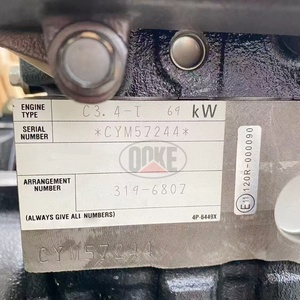 ENGINE TYPE C3.4-T 69 kW
SERIAL NUMBER *CYM57244*
OOKE
ARRANGEMENT NUMBER 319-6807
(ALWAYS GIVE ALL NUMBERS) 4P-6449X
E11 120R-000090
CYM57244